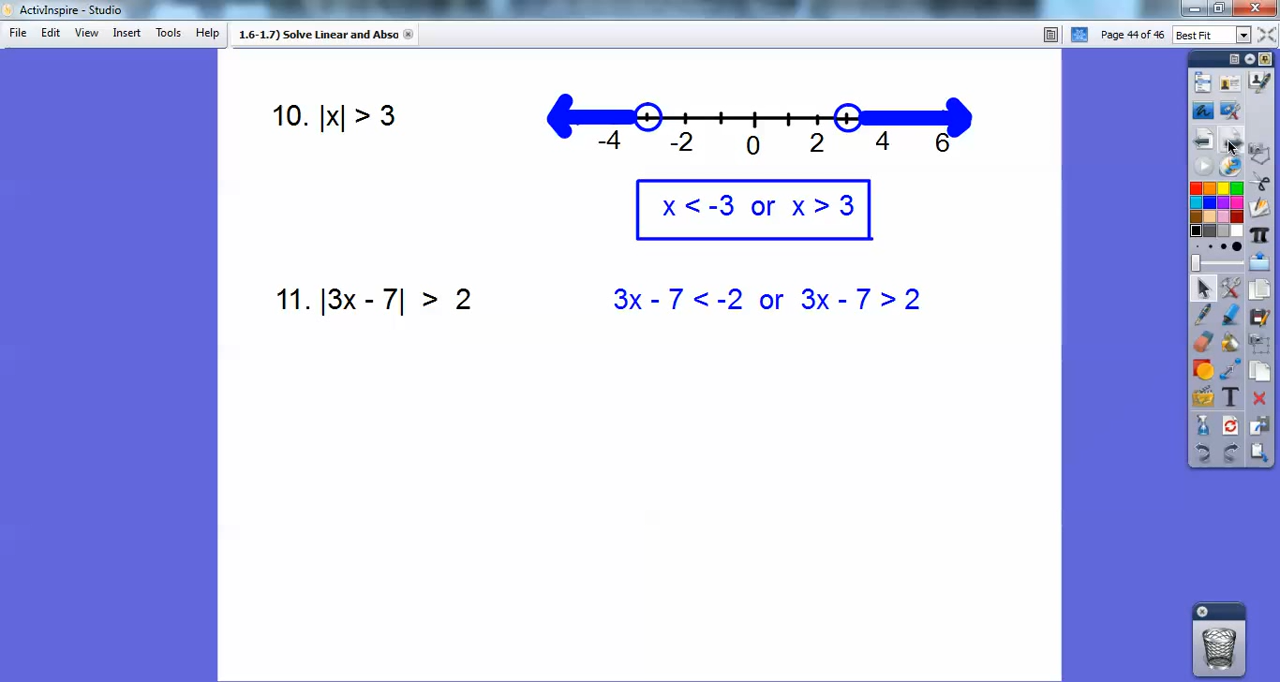 ActivInspire - Studio
File Edit View Insert Tools Help 1.6-1.7) Solve Linear and Abso Page 44 of 46 Best Fit
10. |x| > 3
-4 -2 0 2 4 6
x < -3 or x > 3
11. |3x - 7| > 2 3x - 7 < -2 or 3x - 7 > 2